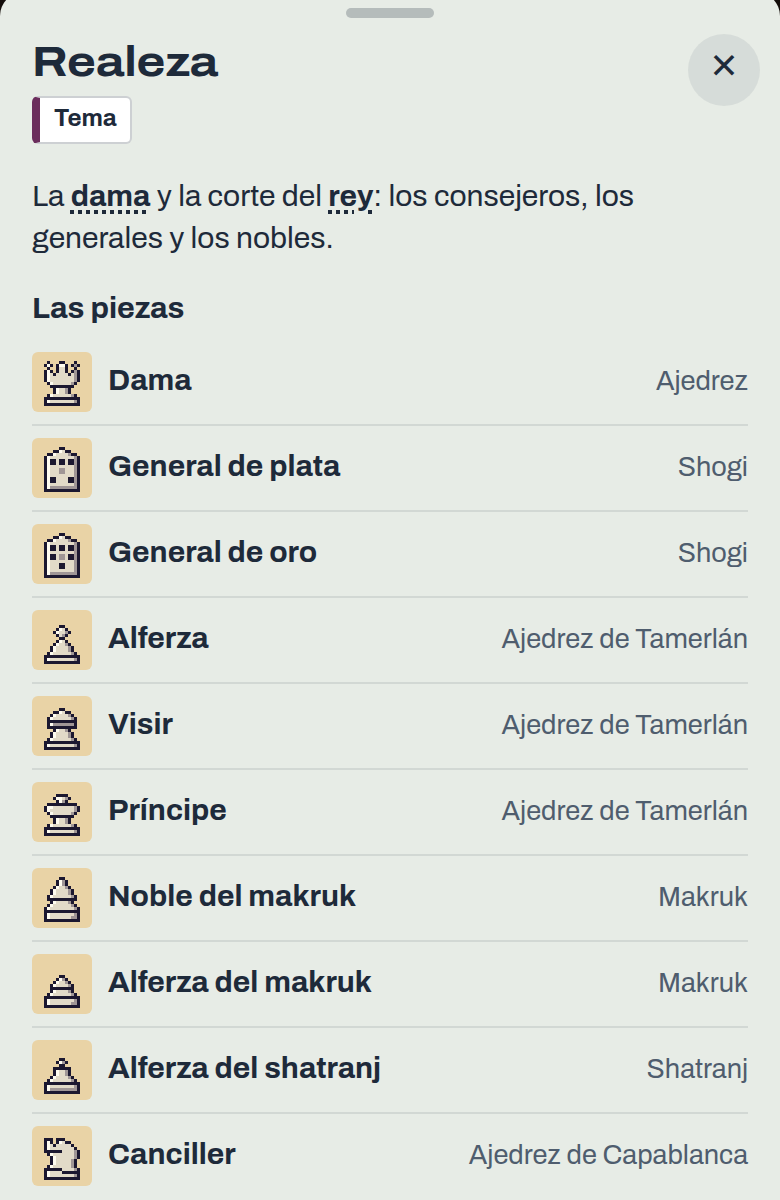 Realeza
Tema
La dama y la corte del rey: los consejeros, los
generales y los nobles.
Las piezas
Dama Ajedrez
General de plata Shogi
General de oro Shogi
Alferza Ajedrez de Tamerlán
Visir Ajedrez de Tamerlán
Príncipe Ajedrez de Tamerlán
Noble del makruk Makruk
Alferza del makruk Makruk
Alferza del shatranj Shatranj
Canciller Ajedrez de Capablanca